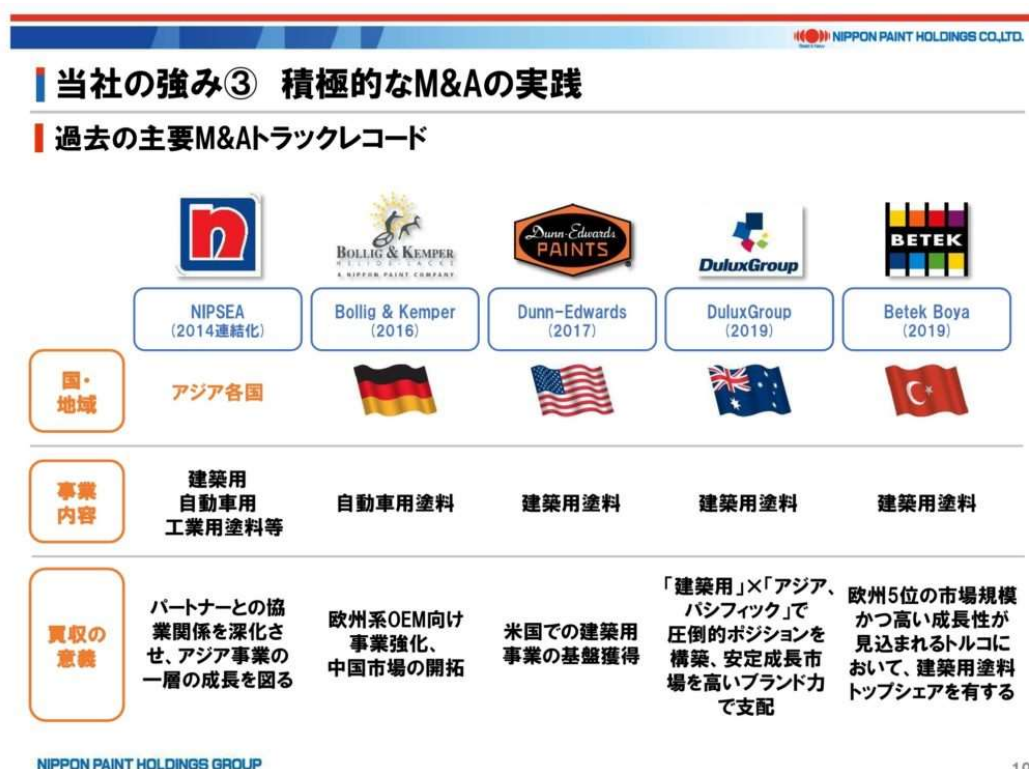 NIPPON PAINT HOLDINGS CO.,LTD.
当社の強み③ 積極的なM&Aの実践
過去の主要M&Aトラックレコード
n
BOLLIG & KEMPER
HELIOS-LACKE
A NIPPON PAINT COMPANY
Dunn-Edwards
PAINTS
DuluxGroup
BETEK
NIPSEA
(2014連結化)
Bollig & Kemper
(2016)
Dunn-Edwards
(2017)
DuluxGroup
(2019)
Betek Boya
(2019)
国・
地域
アジア各国
事業
内容
建築用
自動車用
工業用塗料等
自動車用塗料
建築用塗料
建築用塗料
建築用塗料
買収の
意義
パートナーとの協
業関係を深化さ
せ、アジア事業の
一層の成長を図る
欧州系OEM向け
事業強化、
中国市場の開拓
米国での建築用
事業の基盤獲得
「建築用」×「アジア、
パシフィック」で
圧倒的ポジションを
構築、安定成長市
場を高いブランド力
で支配
欧州5位の市場規模
かつ高い成長性が
見込まれるトルコに
おいて、建築用塗料
トップシェアを有する
NIPPON PAINT HOLDINGS GROUP